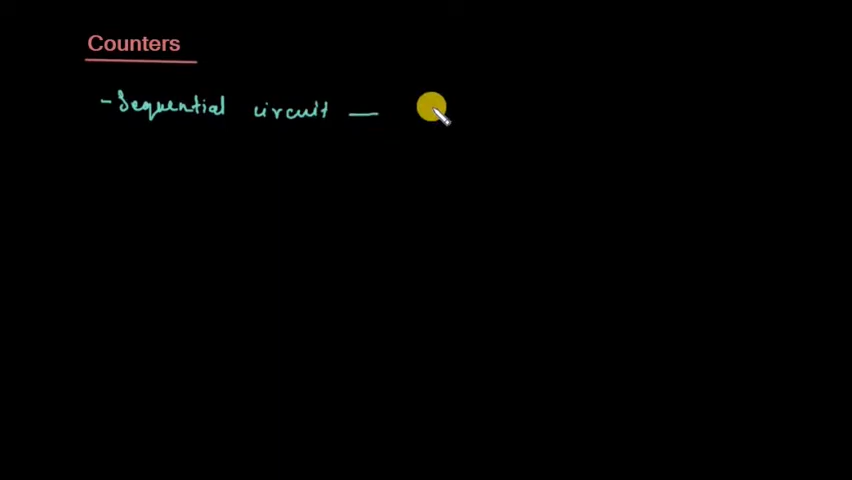 Counters
- Sequential circuit —